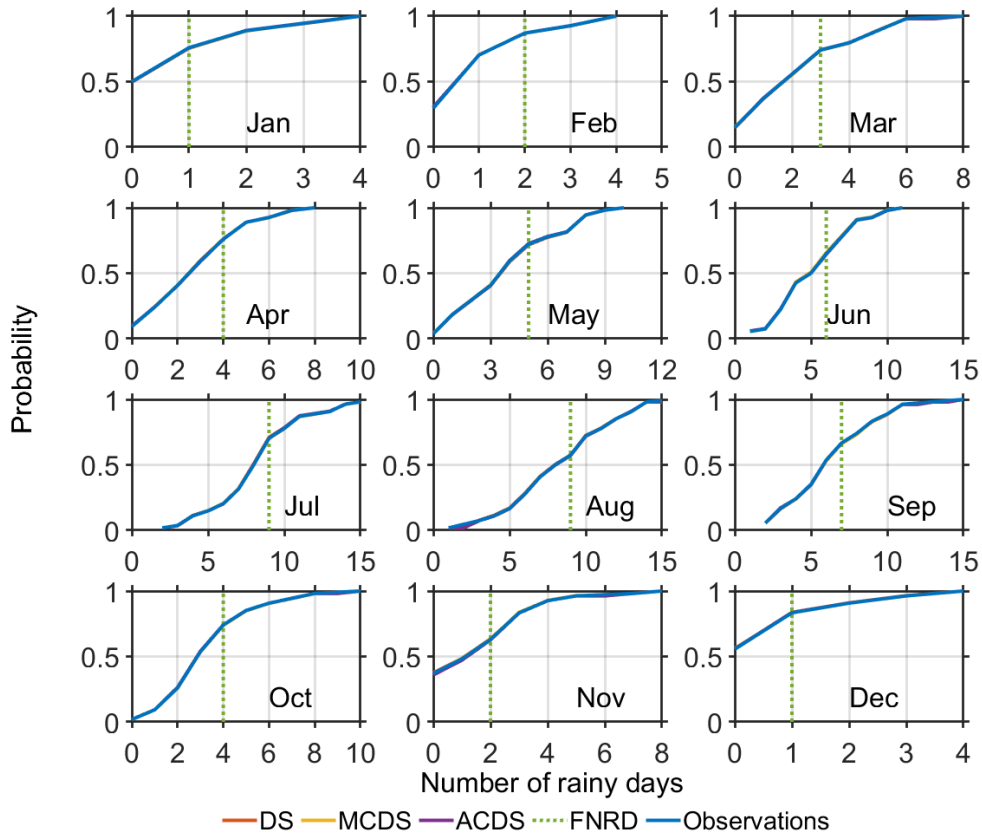 1
0.5
0
Jan
0 1 2 3 4
1
0.5
0
Feb
0 1 2 3 4 5
1
0.5
0
Mar
0 2 4 6 8
1
0.5
0
Apr
0 2 4 6 8 10
1
0.5
0
May
0 3 6 9 12
1
0.5
0
Jun
0 5 10 15
Probability
1
0.5
0
Jul
0 5 10 15
1
0.5
0
Aug
0 5 10 15
1
0.5
0
Sep
0 5 10 15
1
0.5
0
Oct
0 2 4 6 8 10
1
0.5
0
Nov
0 2 4 6 8
1
0.5
0
Dec
0 1 2 3 4
Number of rainy days
DS MCDS ACDS FNRD Observations